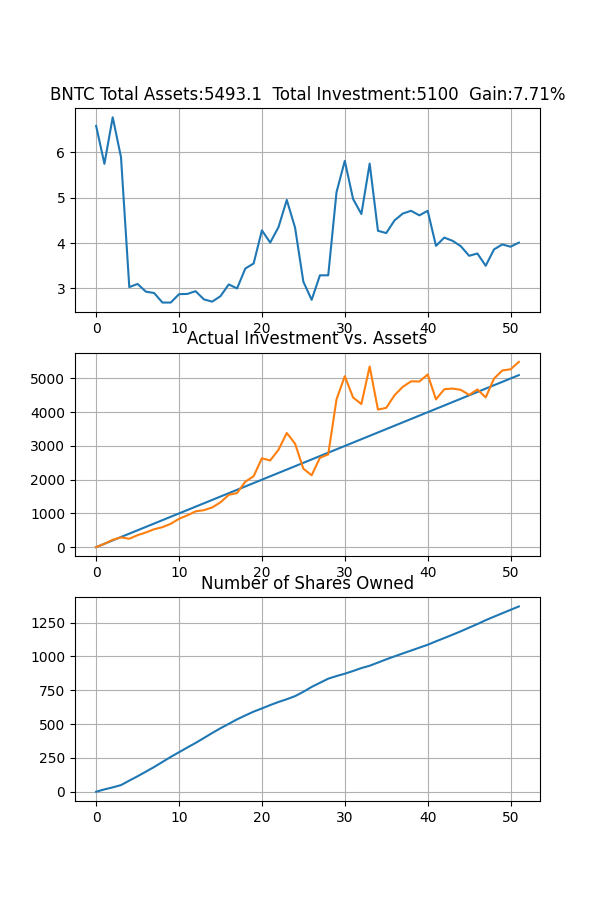 BNTC Total Assets:5493.1  Total Investment:5100  Gain:7.71%
6
5
4
3
0 10 20 30 40 50
Actual Investment vs. Assets
5000
4000
3000
2000
1000
0
0 10 20 30 40 50
Number of Shares Owned
1250
1000
750
500
250
0
0 10 20 30 40 50